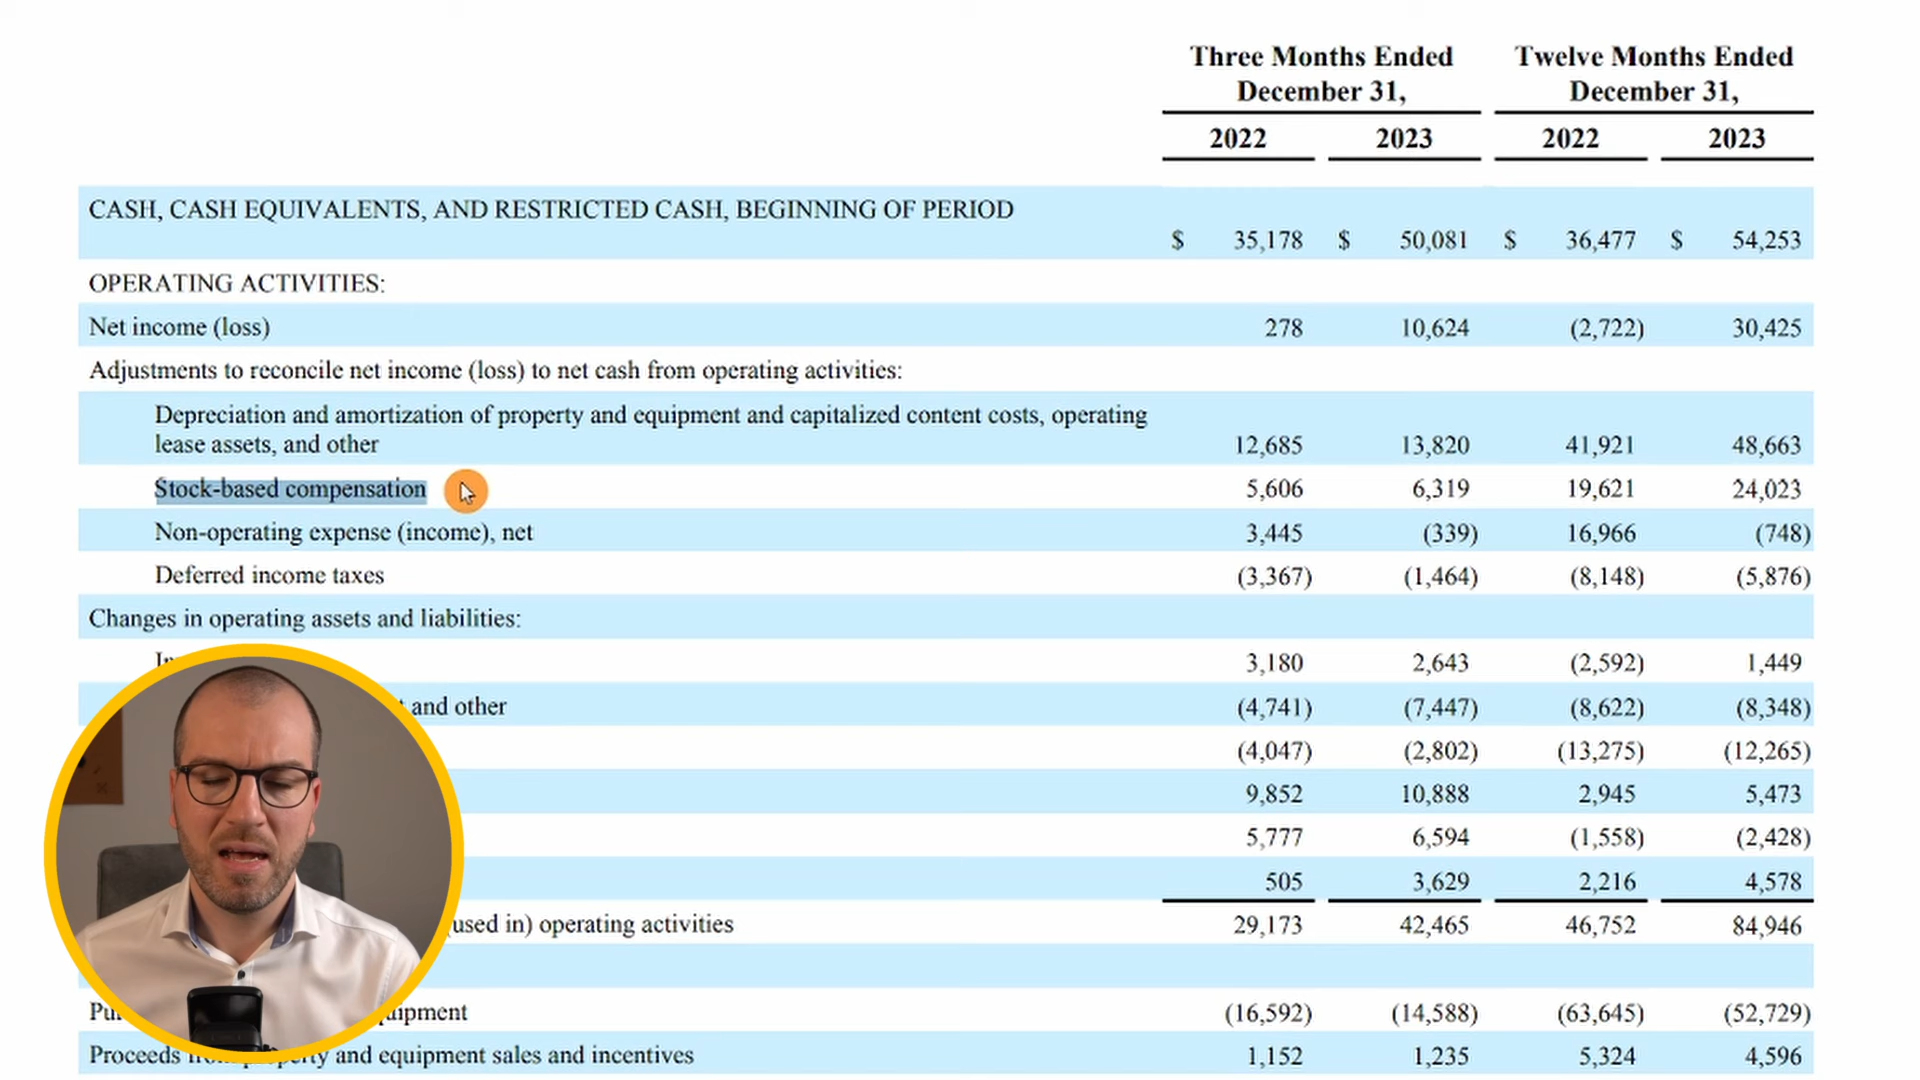 Three Months Ended Twelve Months Ended
December 31, December 31,
2022 2023 2022 2023
CASH, CASH EQUIVALENTS, AND RESTRICTED CASH, BEGINNING OF PERIOD
$ 35,178 $ 50,081 $ 36,477 $ 54,253
OPERATING ACTIVITIES:
Net income (loss) 278 10,624 (2,722) 30,425
Adjustments to reconcile net income (loss) to net cash from operating activities:
Depreciation and amortization of property and equipment and capitalized content costs, operating
lease assets, and other 12,685 13,820 41,921 48,663
Stock-based compensation 5,606 6,319 19,621 24,023
Non-operating expense (income), net 3,445 (339) 16,966 (748)
Deferred income taxes (3,367) (1,464) (8,148) (5,876)
Changes in operating assets and liabilities:
3,180 2,643 (2,592) 1,449
and other (4,741) (7,447) (8,622) (8,348)
(4,047) (2,802) (13,275) (12,265)
9,852 10,888 2,945 5,473
5,777 6,594 (1,558) (2,428)
505 3,629 2,216 4,578
(used in) operating activities 29,173 42,465 46,752 84,946
(16,592) (14,588) (63,645) (52,729)
Proceeds and equipment sales and incentives 1,152 1,235 5,324 4,596